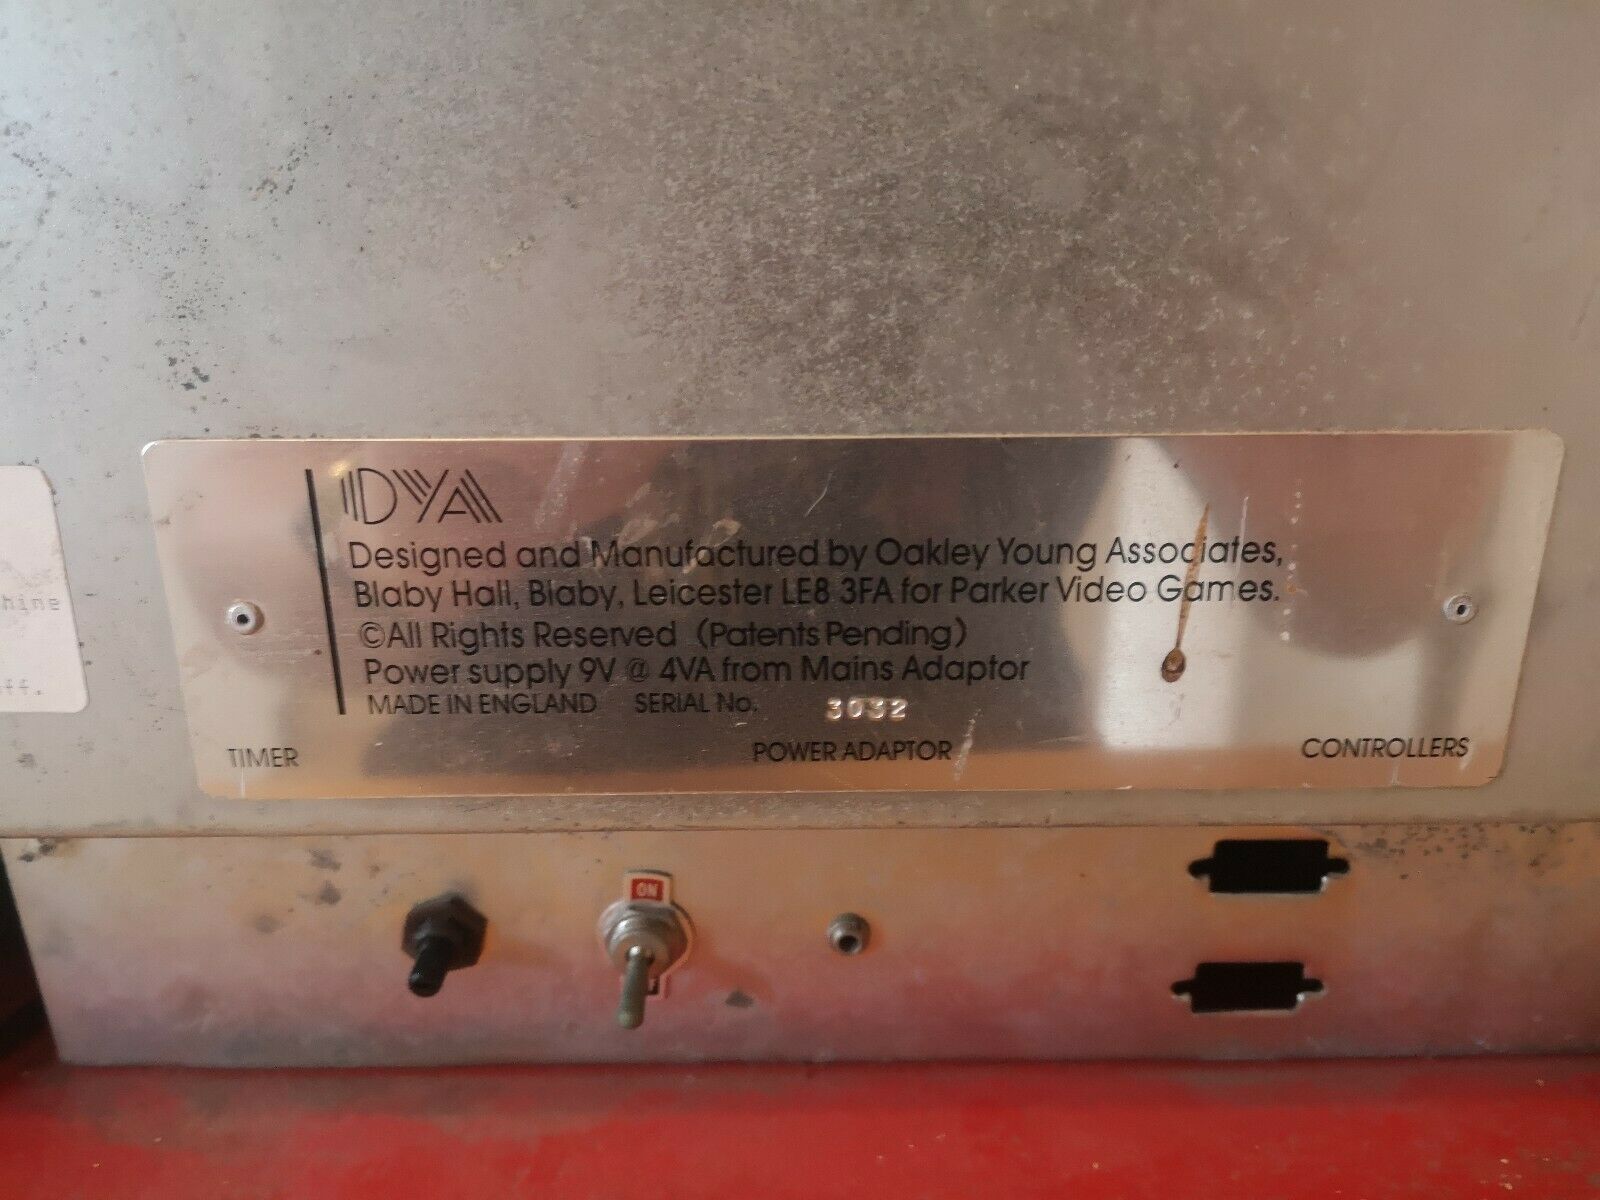 OYA
Designed and Manufactured by Oakley Young Associates,
Blaby Hall, Blaby, Leicester LE8 3FA for Parker Video Games.
©All Rights Reserved (Patents Pending)
Power supply 9V @ 4VA from Mains Adaptor
MADE IN ENGLAND SERIAL No. 3032
TIMER POWER ADAPTOR CONTROLLERS
ON
hine
ff.